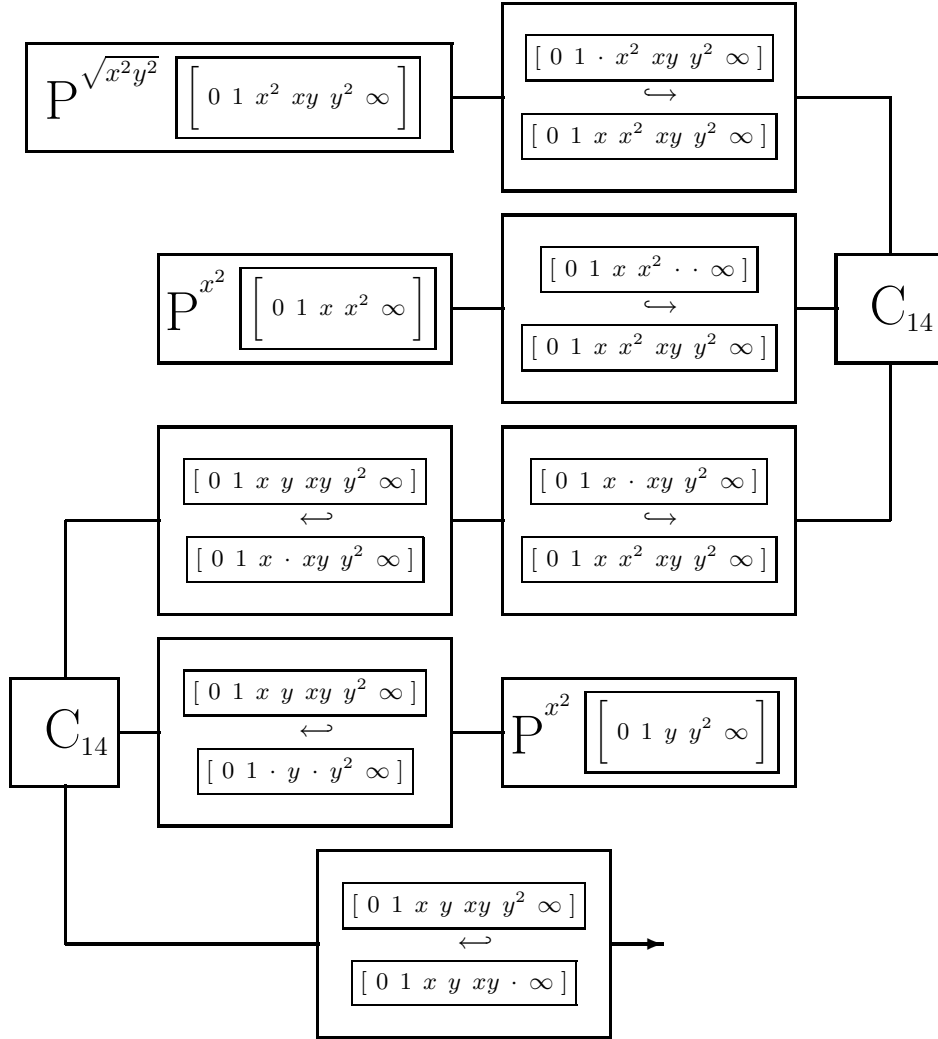 [ 0 1 · x² xy y² ∞ ]
P^√(x²y²) [ 0 1 x² xy y² ∞ ] ↪
[ 0 1 x x² xy y² ∞ ]
[ 0 1 x x² · · ∞ ]
P^x² [ 0 1 x x² ∞ ] ↪ C₁₄
[ 0 1 x x² xy y² ∞ ]
[ 0 1 x y xy y² ∞ ] [ 0 1 x · xy y² ∞ ]
↩ ↪
[ 0 1 x · xy y² ∞ ] [ 0 1 x x² xy y² ∞ ]
[ 0 1 x y xy y² ∞ ]
C₁₄ ↩ P^x² [ 0 1 y y² ∞ ]
[ 0 1 · y · y² ∞ ]
[ 0 1 x y xy y² ∞ ]
↩
[ 0 1 x y xy · ∞ ]